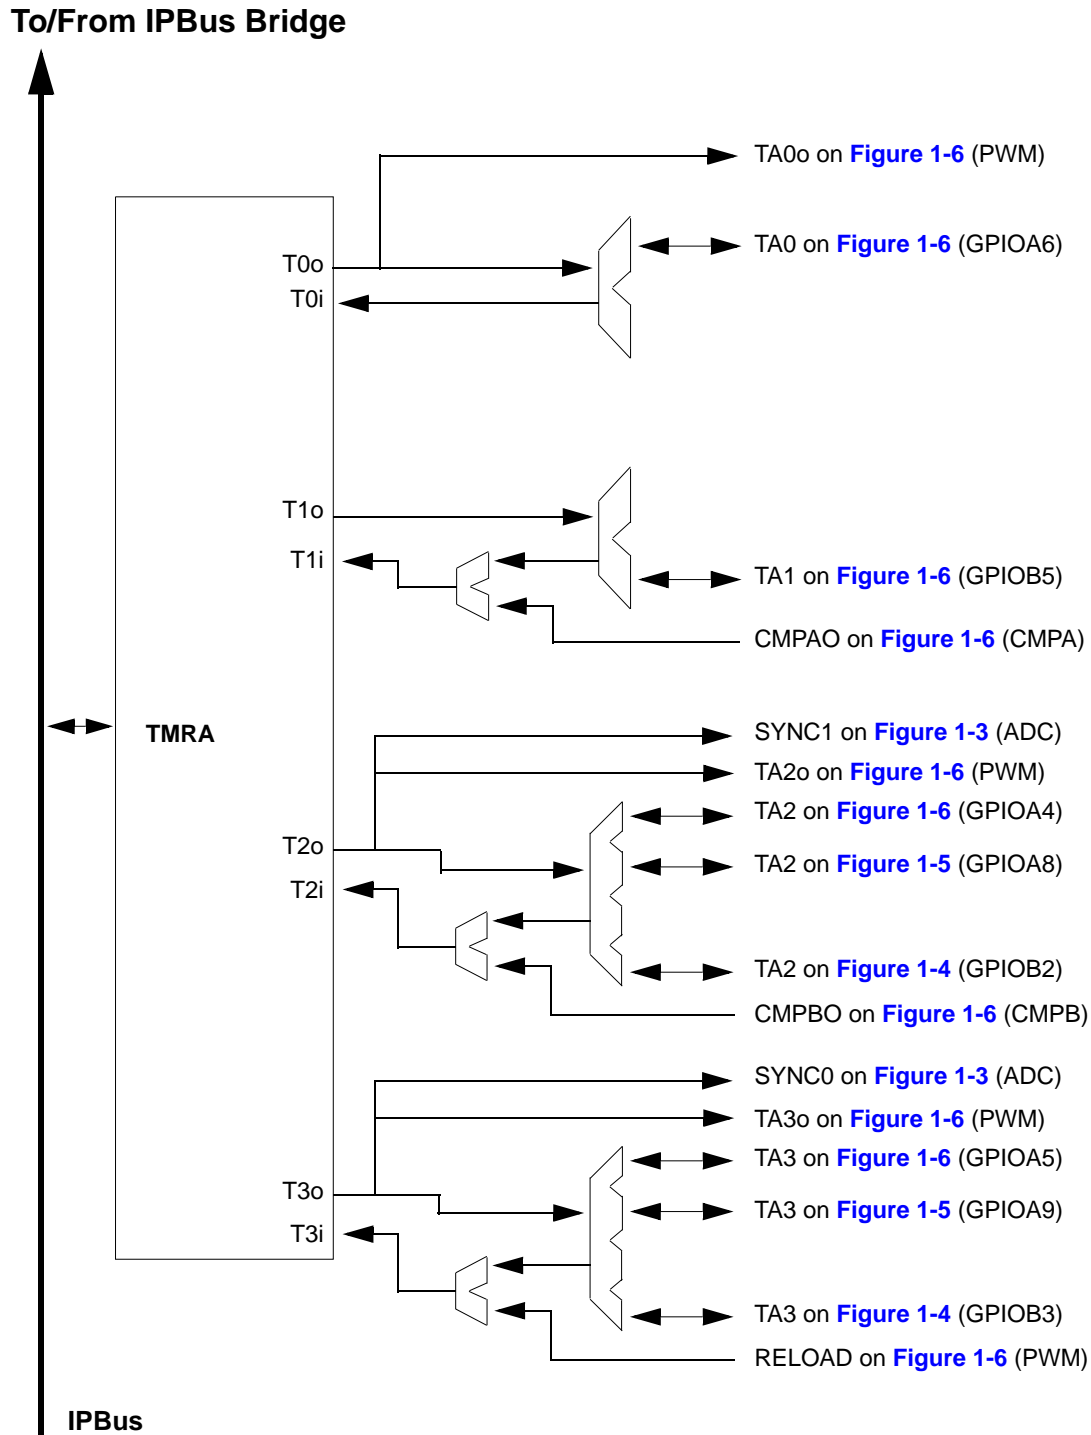 To/From IPBus Bridge
TA0o on Figure 1-6 (PWM)
TA0 on Figure 1-6 (GPIOA6)
T0o
T0i
T1o
T1i
TA1 on Figure 1-6 (GPIOB5)
CMPAO on Figure 1-6 (CMPA)
TMRA
SYNC1 on Figure 1-3 (ADC)
TA2o on Figure 1-6 (PWM)
TA2 on Figure 1-6 (GPIOA4)
T2o
TA2 on Figure 1-5 (GPIOA8)
T2i
TA2 on Figure 1-4 (GPIOB2)
CMPBO on Figure 1-6 (CMPB)
SYNC0 on Figure 1-3 (ADC)
TA3o on Figure 1-6 (PWM)
TA3 on Figure 1-6 (GPIOA5)
T3o
TA3 on Figure 1-5 (GPIOA9)
T3i
TA3 on Figure 1-4 (GPIOB3)
RELOAD on Figure 1-6 (PWM)
IPBus